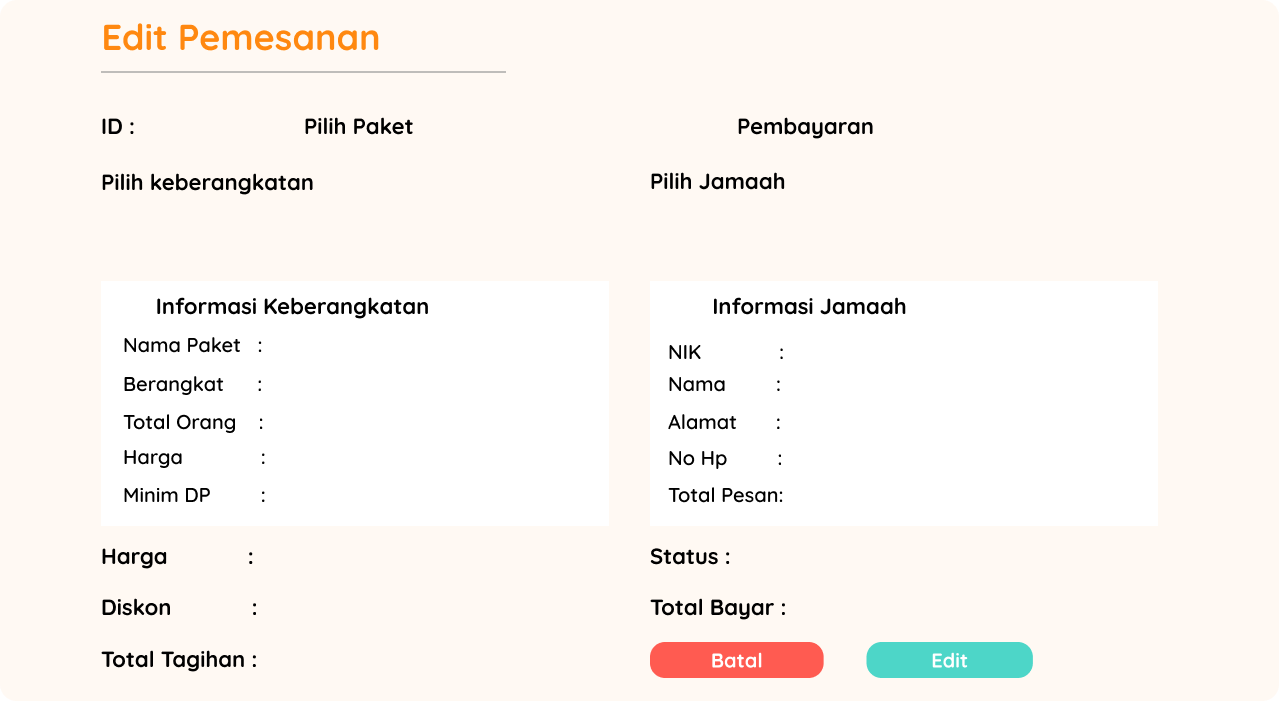 Edit Pemesanan
ID :
Pilih Paket
Pembayaran
Pilih keberangkatan
Pilih Jamaah
Informasi Keberangkatan
Nama Paket :
Berangkat :
Total Orang :
Harga :
Minim DP :
Informasi Jamaah
NIK :
Nama :
Alamat :
No Hp :
Total Pesan:
Harga :
Diskon :
Total Tagihan :
Status :
Total Bayar :
Batal
Edit